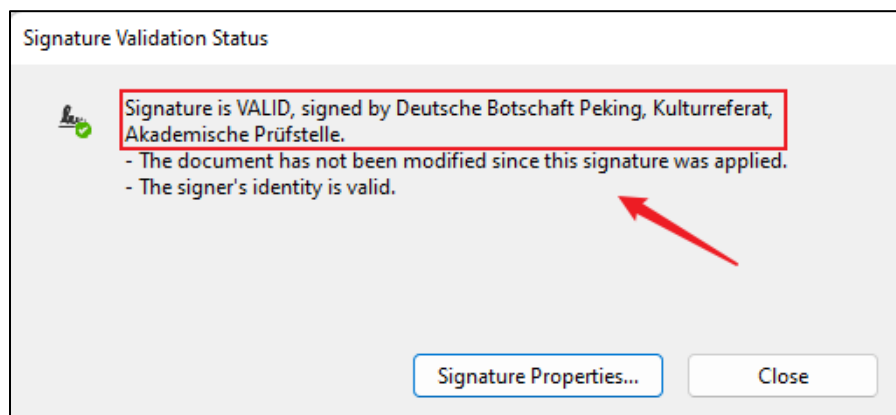 Signature Validation Status
Signature is VALID, signed by Deutsche Botschaft Peking, Kulturreferat,
Akademische Prüfstelle.
- The document has not been modified since this signature was applied.
- The signer's identity is valid.
Signature Properties... Close